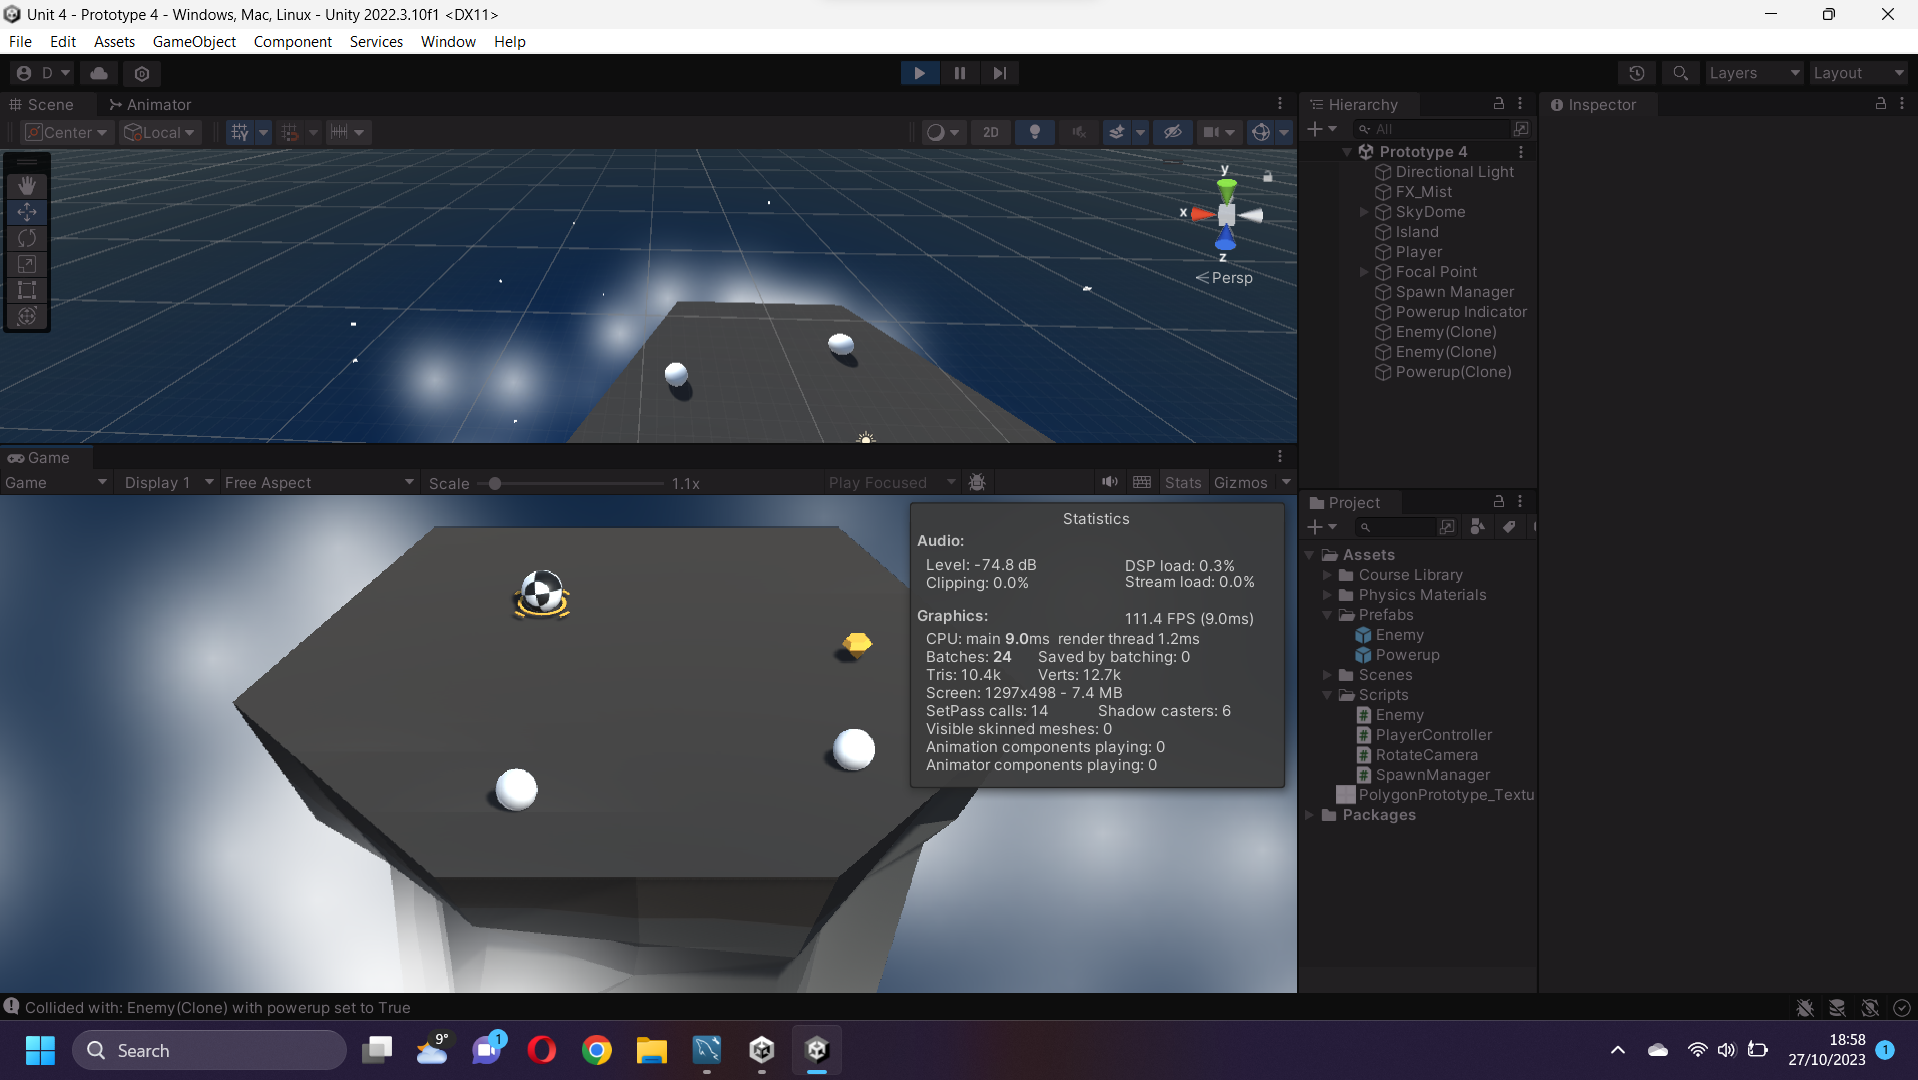 Unit 4 - Prototype 4 - Windows, Mac, Linux - Unity 2022.3.10f1 <DX11>
File Edit Assets GameObject Component Services Window Help
D
Layers Layout
Scene Animator
Center Local 2D
y
x
z
Persp
Game
Game Display 1 Free Aspect Scale 1.1x Play Focused Stats Gizmos
Statistics
Audio:
Level: -74.8 dB DSP load: 0.3%
Clipping: 0.0% Stream load: 0.0%
Graphics: 111.4 FPS (9.0ms)
CPU: main 9.0ms render thread 1.2ms
Batches: 24 Saved by batching: 0
Tris: 10.4k Verts: 12.7k
Screen: 1297x498 - 7.4 MB
SetPass calls: 14 Shadow casters: 6
Visible skinned meshes: 0
Animation components playing: 0
Animator components playing: 0
Hierarchy
All
Prototype 4
Directional Light
FX_Mist
SkyDome
Island
Player
Focal Point
Spawn Manager
Powerup Indicator
Enemy(Clone)
Enemy(Clone)
Powerup(Clone)
Inspector
Project
Assets
Course Library
Physics Materials
Prefabs
Enemy
Powerup
Scenes
Scripts
Enemy
PlayerController
RotateCamera
SpawnManager
PolygonPrototype_Textu
Packages
Collided with: Enemy(Clone) with powerup set to True
Search 9° 1
18:58
27/10/2023 1